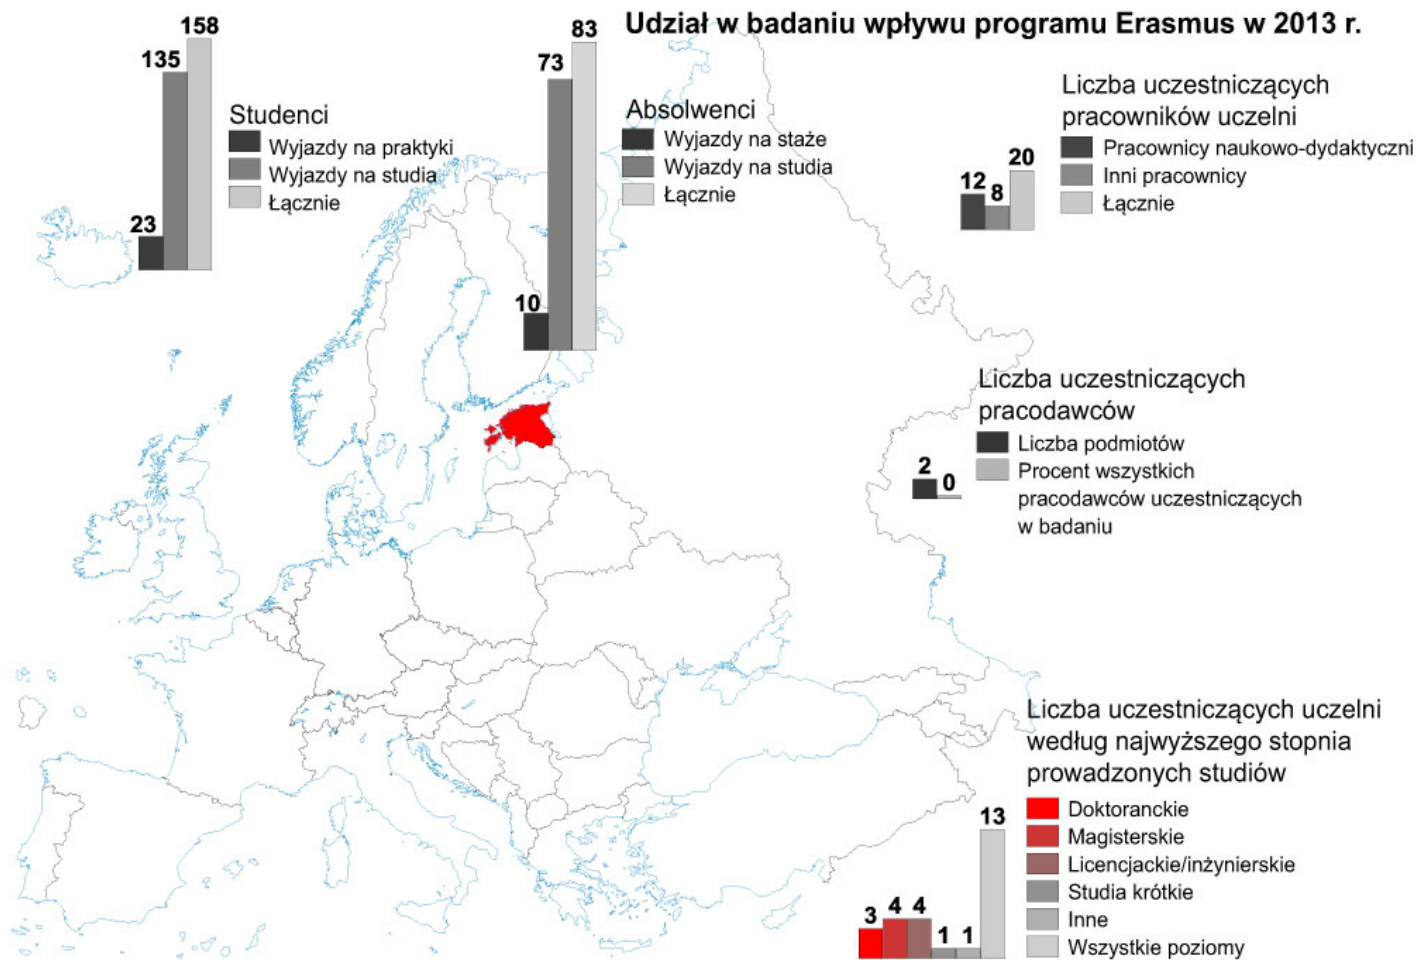 Udział w badaniu wpływu programu Erasmus w 2013 r.
158
135
23
Studenci
Wyjazdy na praktyki
Wyjazdy na studia
Łącznie
83
73
10
Absolwenci
Wyjazdy na staże
Wyjazdy na studia
Łącznie
Liczba uczestniczących
pracowników uczelni
Pracownicy naukowo-dydaktyczni
Inni pracownicy
Łącznie
12
8
20
Liczba uczestniczących
pracodawców
Liczba podmiotów
Procent wszystkich
pracodawców uczestniczących
w badaniu
2
0
Liczba uczestniczących uczelni
według najwyższego stopnia
prowadzonych studiów
Doktoranckie
Magisterskie
Licencjackie/inżynierskie
Studia krótkie
Inne
Wszystkie poziomy
3
4
4
1
1
13